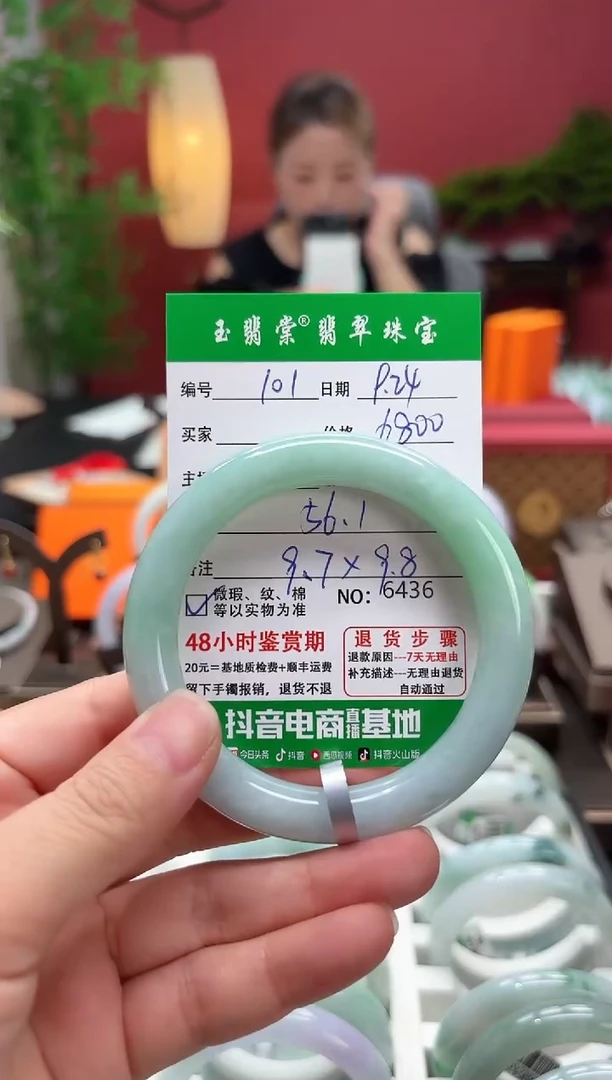 玉翡棠® 翡翠珠宝
编号 101 日期 9.24
买家 价格 6800
主
56.1
备注 9.7×9.8
微瑕、纹、棉
等以实物为准
NO: 6436
48小时鉴赏期
20元=基地质检费+顺丰运费
留下手镯报销，退货不退
退货步骤
退款原因---7天无理由
补充描述---无理由退货
自动通过
抖音电商直播基地
今日头条 抖音 西瓜视频 抖音火山版